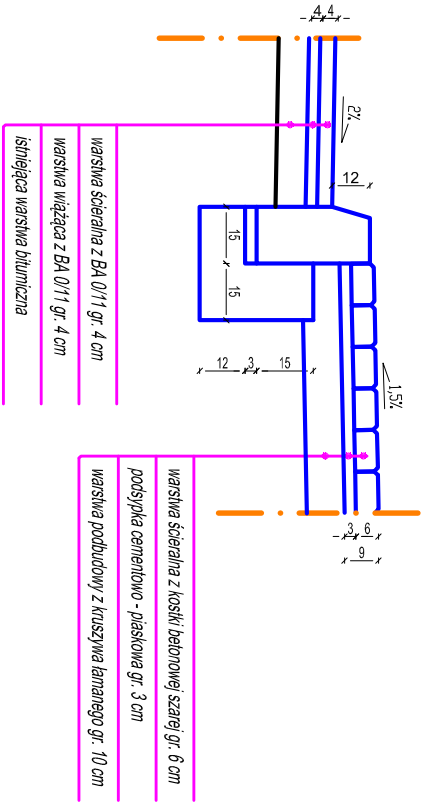 4 4
2%
12
15
15
12 3 15
1,5%
3 6
9
warstwa ścieralna z BA 0/11 gr. 4 cm
warstwa wiążąca z BA 0/11 gr. 4 cm
istniejąca warstwa bitumiczna
warstwa ścieralna z kostki betonowej szarej gr. 6 cm
podsypka cementowo - piaskowa gr. 3 cm
warstwa podbudowy z kruszywa łamanego gr. 10 cm